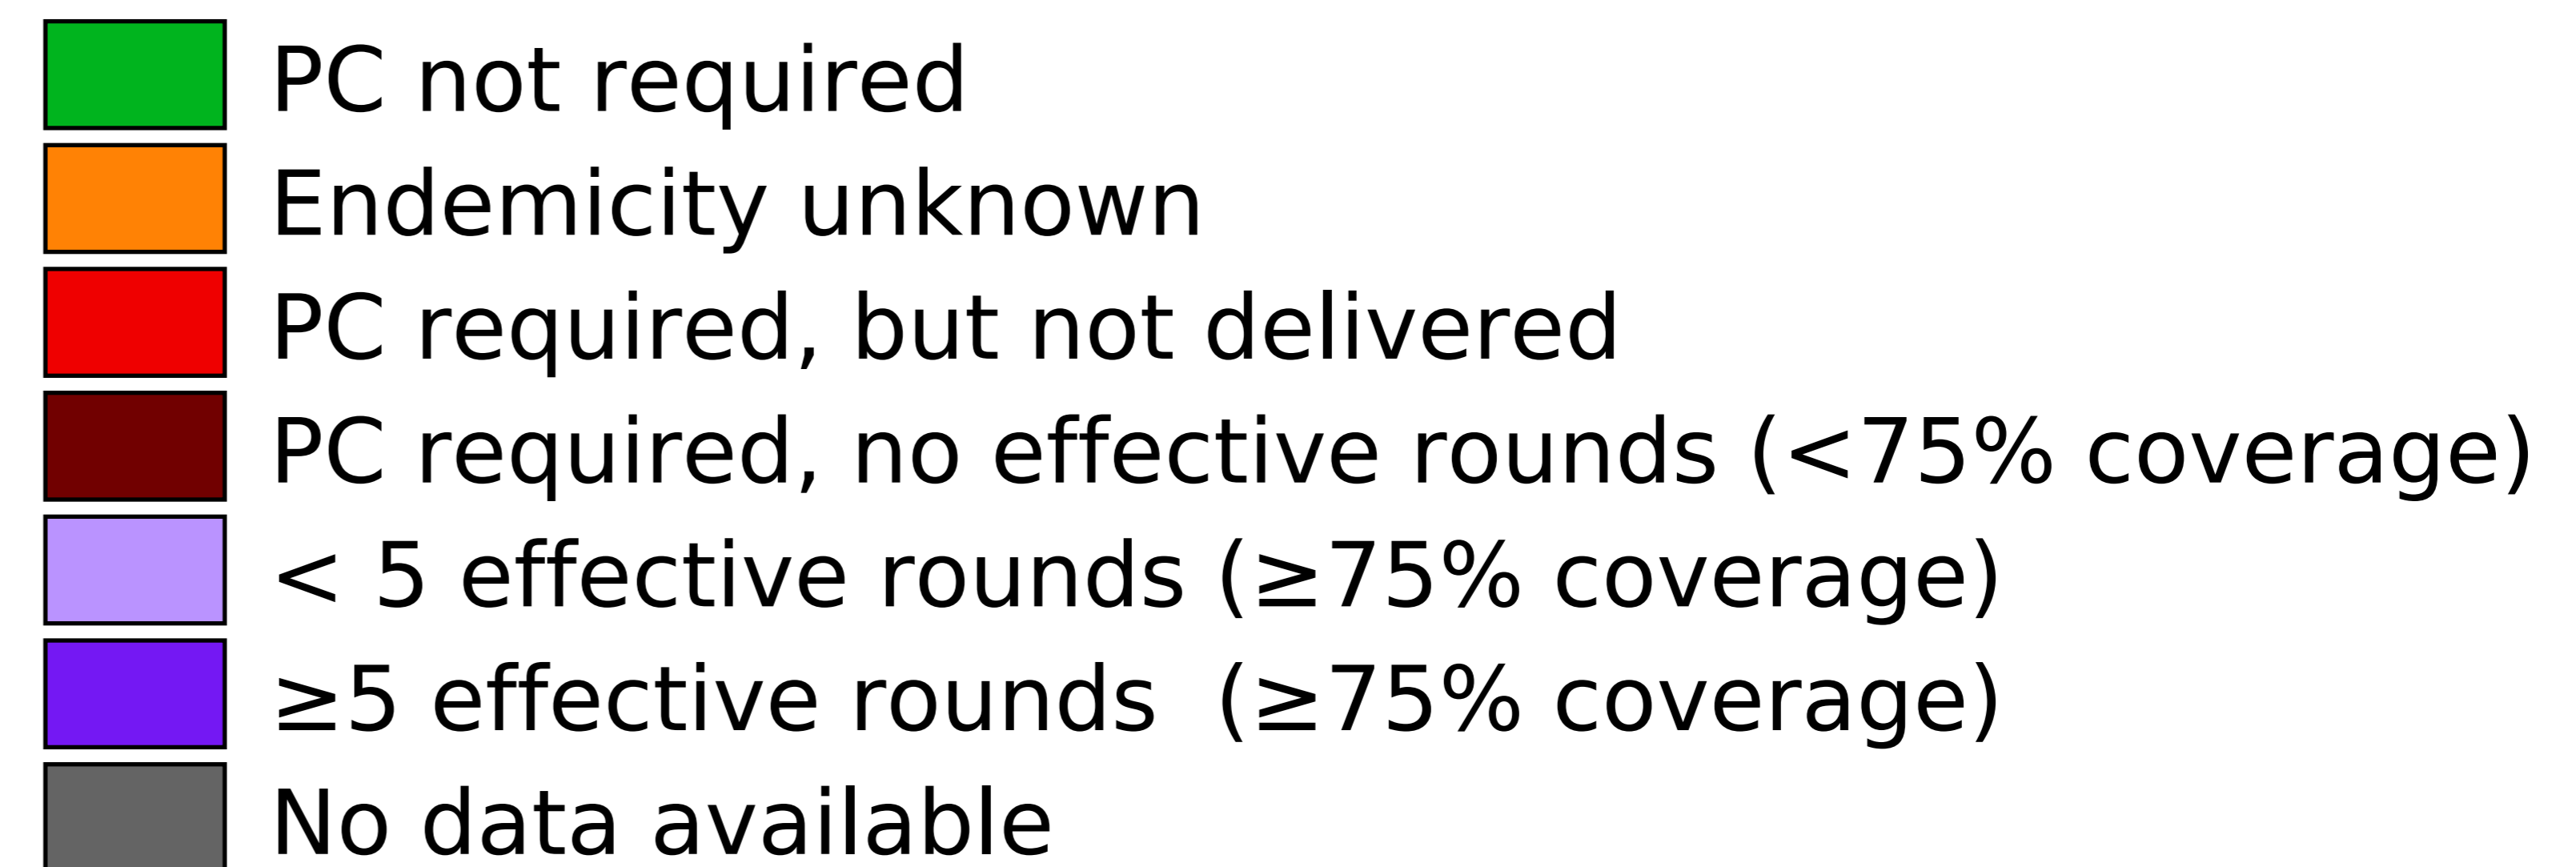 PC not required
Endemicity unknown
PC required, but not delivered
PC required, no effective rounds (<75% coverage)
< 5 effective rounds (≥75% coverage)
≥5 effective rounds  (≥75% coverage)
No data available